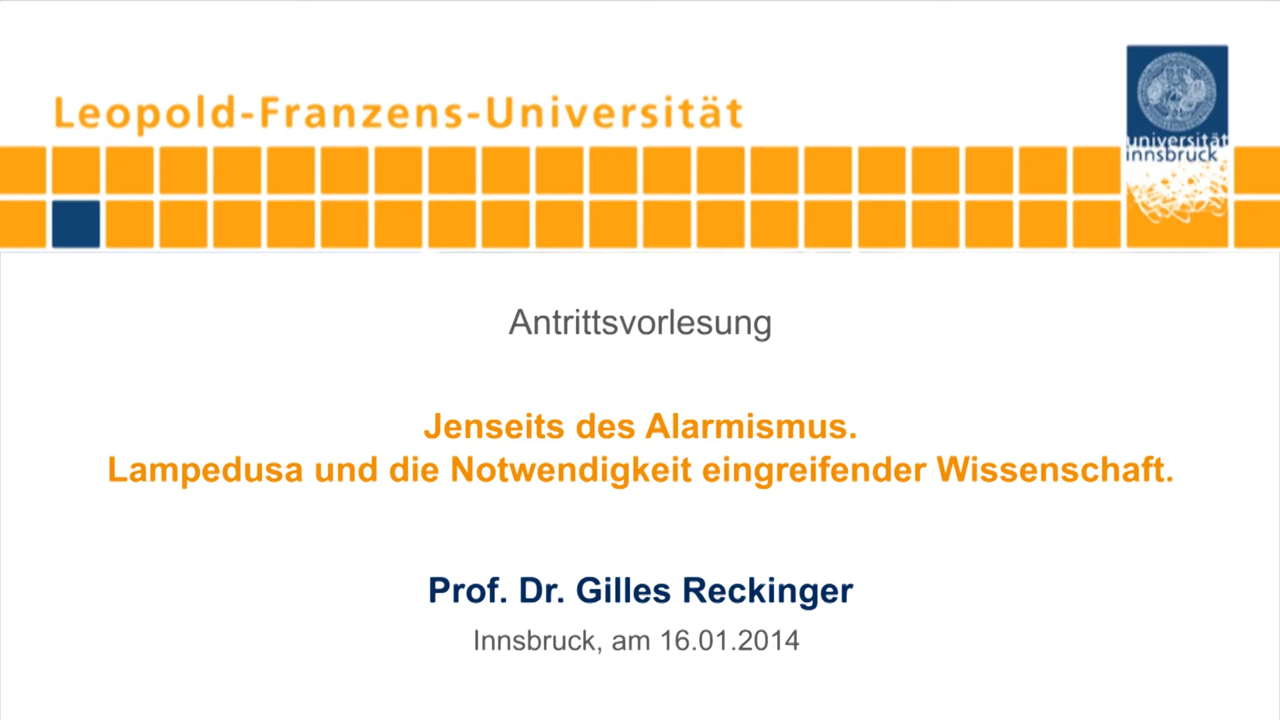 Leopold-Franzens-Universität
universität
innsbruck
Antrittsvorlesung
Jenseits des Alarmismus.
Lampedusa und die Notwendigkeit eingreifender Wissenschaft.
Prof. Dr. Gilles Reckinger
Innsbruck, am 16.01.2014